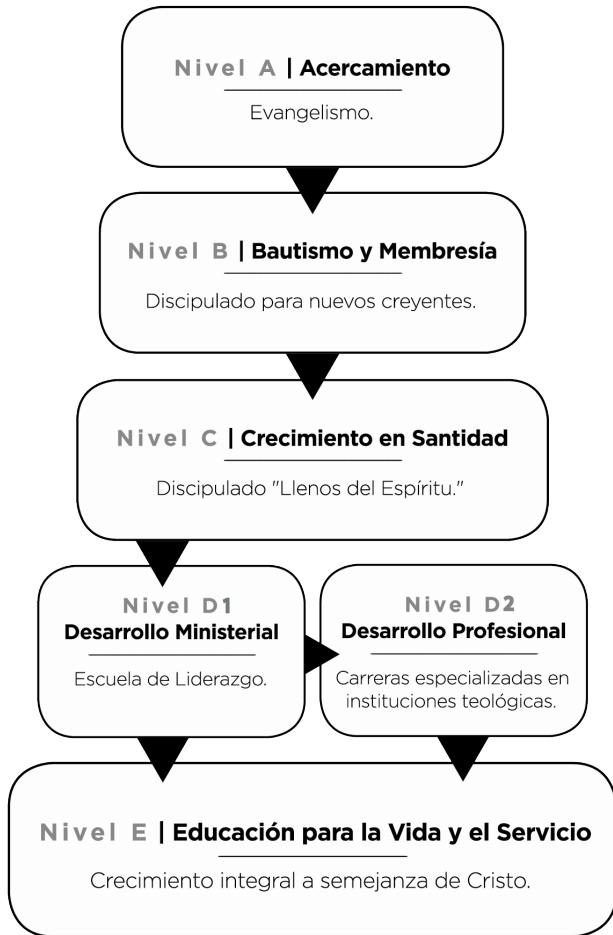 Nivel A | Acercamiento
Evangelismo.
Nivel B | Bautismo y Membresía
Discipulado para nuevos creyentes.
Nivel C | Crecimiento en Santidad
Discipulado "Llenos del Espíritu."
Nivel D1
Desarrollo Ministerial
Escuela de Liderazgo.
Nivel D2
Desarrollo Profesional
Carreras especializadas en
instituciones teológicas.
Nivel E | Educación para la Vida y el Servicio
Crecimiento integral a semejanza de Cristo.